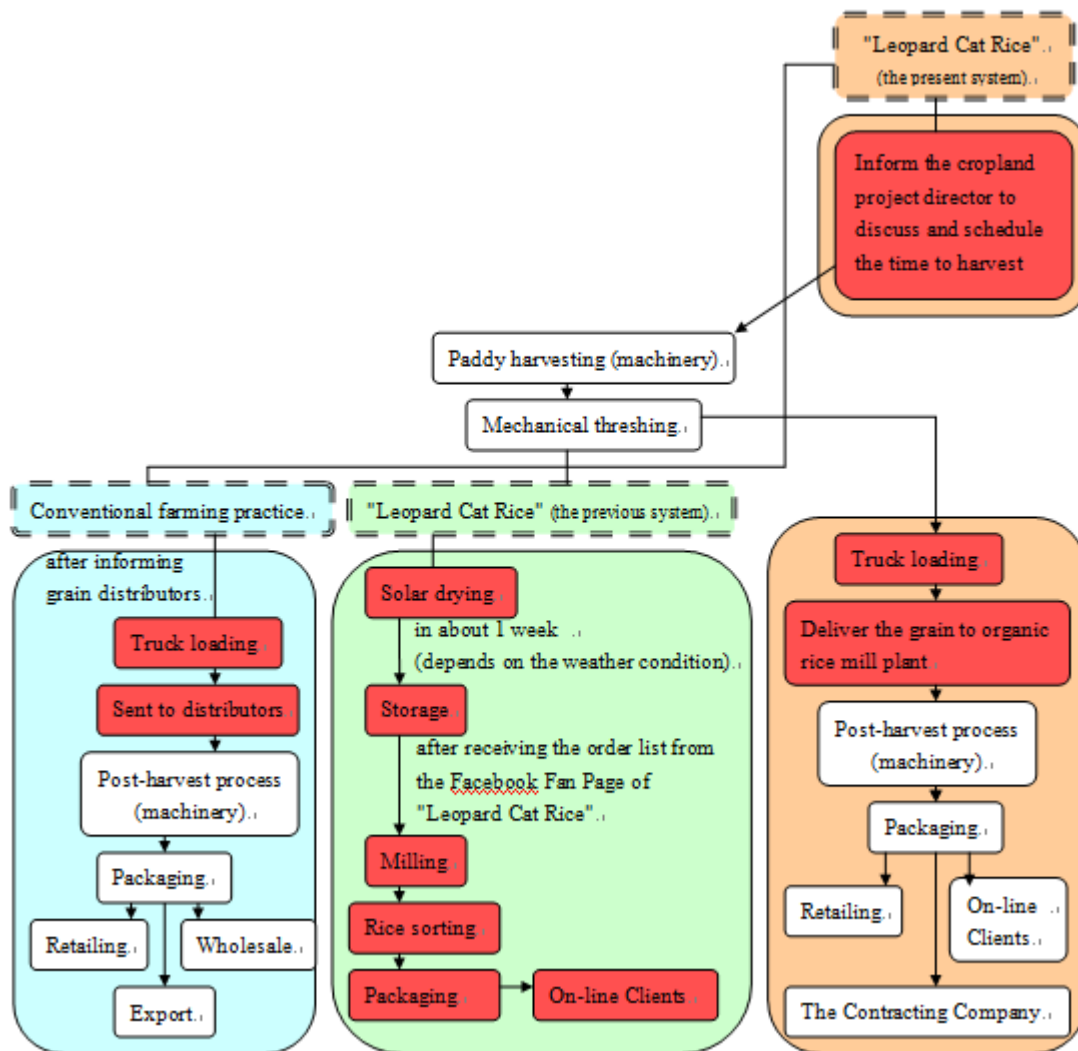 "Leopard Cat Rice".
(the present system).
Inform the cropland
project director to
discuss and schedule
the time to harvest
Paddy harvesting (machinery).
Mechanical threshing.
Conventional farming practice.
after informing
grain distributors.
Truck loading.
Sent to distributors
Post-harvest process
(machinery).
Packaging.
Retailing.
Wholesale.
Export.
"Leopard Cat Rice" (the previous system).
Solar drying.
in about 1 week .
(depends on the weather condition).
Storage.
after receiving the order list from
the Facebook Fan Page of
"Leopard Cat Rice".
Milling.
Rice sorting.
Packaging.
On-line Clients.
Truck loading.
Deliver the grain to organic
rice mill plant.
Post-harvest process
(machinery).
Packaging.
Retailing.
On-line .
Clients.
The Contracting Company.